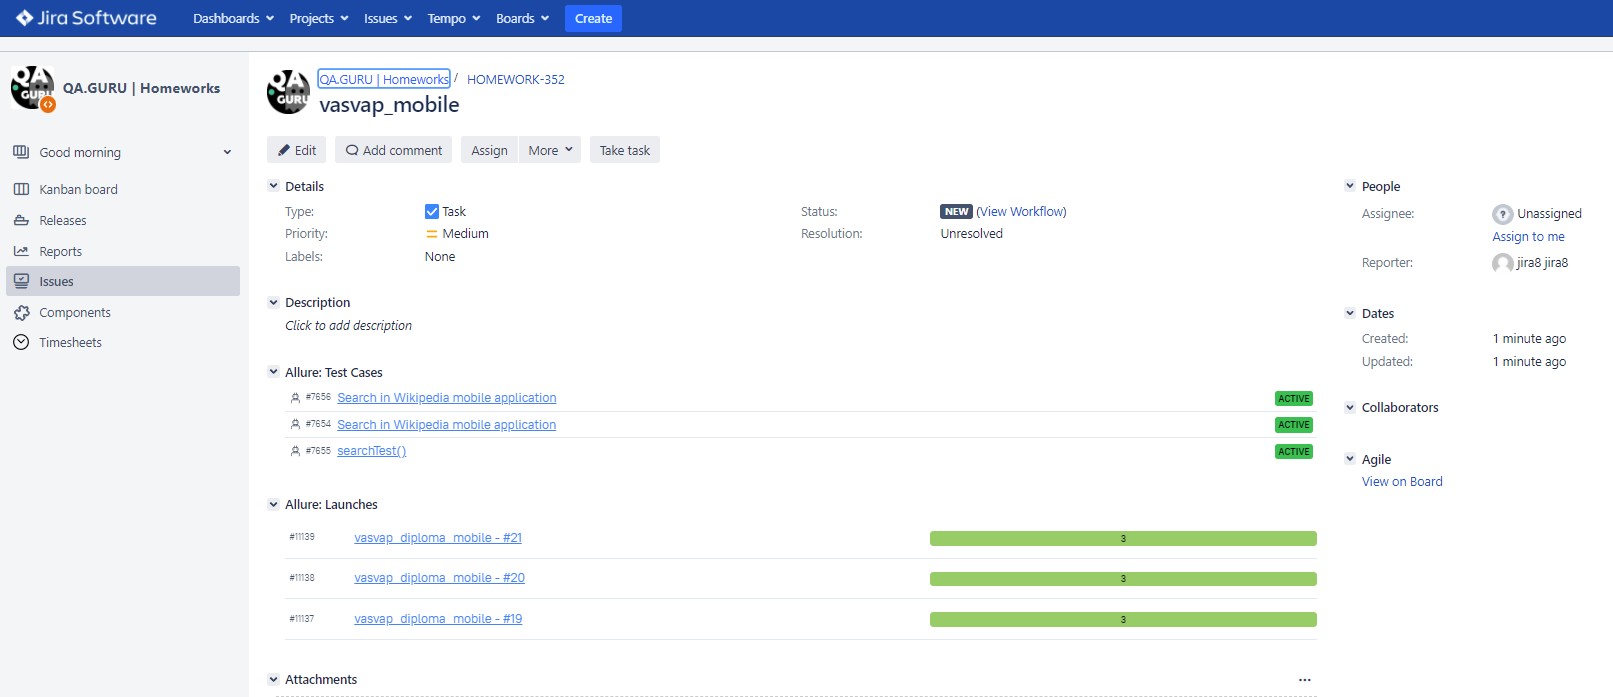 Jira Software
Dashboards Projects Issues Tempo Boards Create
QA GURU
QA.GURU | Homeworks
Good morning
Kanban board
Releases
Reports
Issues
Components
Timesheets
QA GURU
QA.GURU | Homeworks / HOMEWORK-352
vasvap_mobile
Edit Add comment Assign More Take task
Details
Type: Task
Priority: Medium
Labels: None
Status: NEW (View Workflow)
Resolution: Unresolved
Description
Click to add description
Allure: Test Cases
#7656 Search in Wikipedia mobile application ACTIVE
#7654 Search in Wikipedia mobile application ACTIVE
#7655 searchTest() ACTIVE
Allure: Launches
#11139 vasvap_diploma_mobile - #21 3
#11138 vasvap_diploma_mobile - #20 3
#11137 vasvap_diploma_mobile - #19 3
Attachments ...
People
Assignee: ? Unassigned
Assign to me
Reporter: jira8 jira8
Dates
Created: 1 minute ago
Updated: 1 minute ago
Collaborators
Agile
View on Board